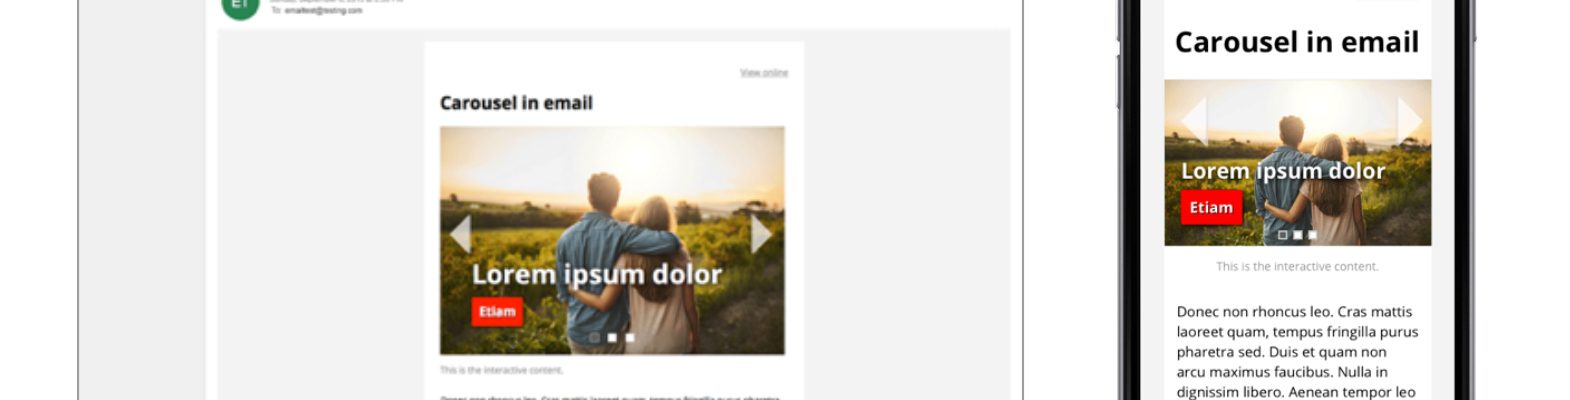 ET
To: emailtest@testing.com
View online
Carousel in email
Lorem ipsum dolor
Etiam
This is the interactive content.
Carousel in email
Lorem ipsum dolor
Etiam
This is the interactive content.
Donec non rhoncus leo. Cras mattis
laoreet quam, tempus fringilla purus
pharetra sed. Duis et quam non
arcu maximus faucibus. Nulla in
dignissim libero. Aenean tempor leo